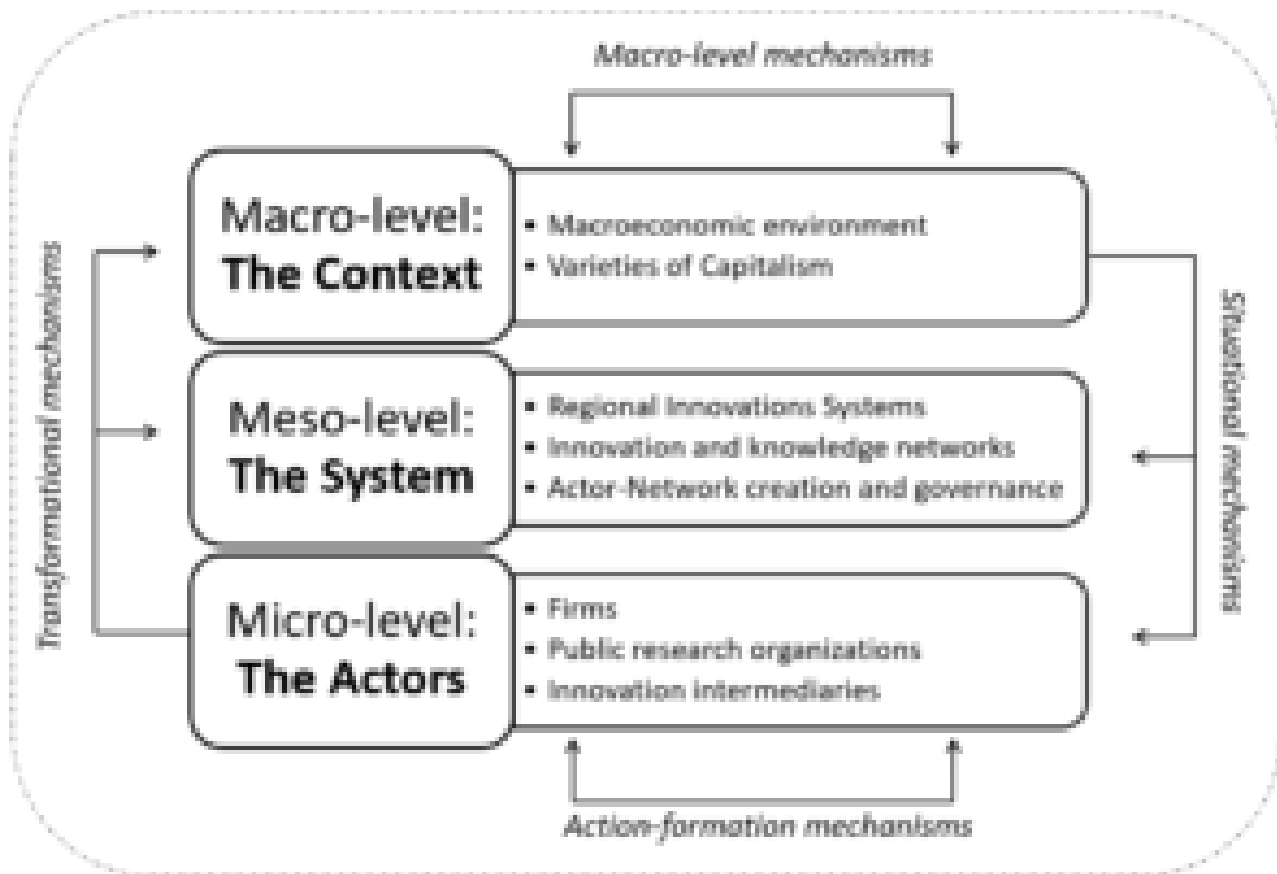 Macro-level mechanisms
Macro-level:
The Context
• Macroeconomic environment
• Varieties of Capitalism
Transformational mechanisms
Situational mechanisms
Meso-level:
The System
• Regional Innovations Systems
• Innovation and knowledge networks
• Actor-Network creation and governance
Micro-level:
The Actors
• Firms
• Public research organizations
• Innovation intermediaries
Action-formation mechanisms